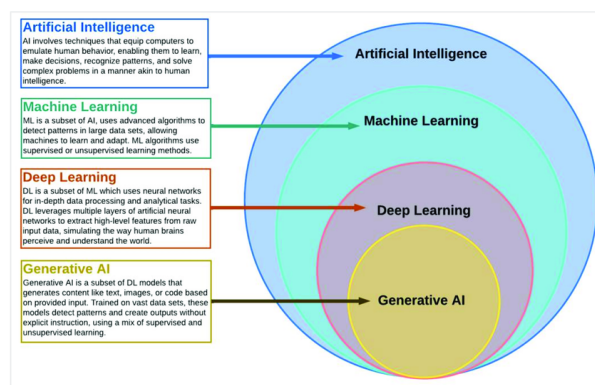 Artificial Intelligence
AI involves techniques that equip computers to
emulate human behavior, enabling them to learn,
make decisions, recognize patterns, and solve
complex problems in a manner akin to human
intelligence.
Machine Learning
ML is a subset of AI, uses advanced algorithms to
detect patterns in large data sets, allowing
machines to learn and adapt. ML algorithms use
supervised or unsupervised learning methods.
Deep Learning
DL is a subset of ML which uses neural networks
for in-depth data processing and analytical tasks.
DL leverages multiple layers of artificial neural
networks to extract high-level features from raw
input data, simulating the way human brains
perceive and understand the world.
Generative AI
Generative AI is a subset of DL models that
generates content like text, images, or code based
on provided input. Trained on vast data sets, these
models detect patterns and create outputs without
explicit instruction, using a mix of supervised and
unsupervised learning.
Artificial Intelligence
Machine Learning
Deep Learning
Generative AI